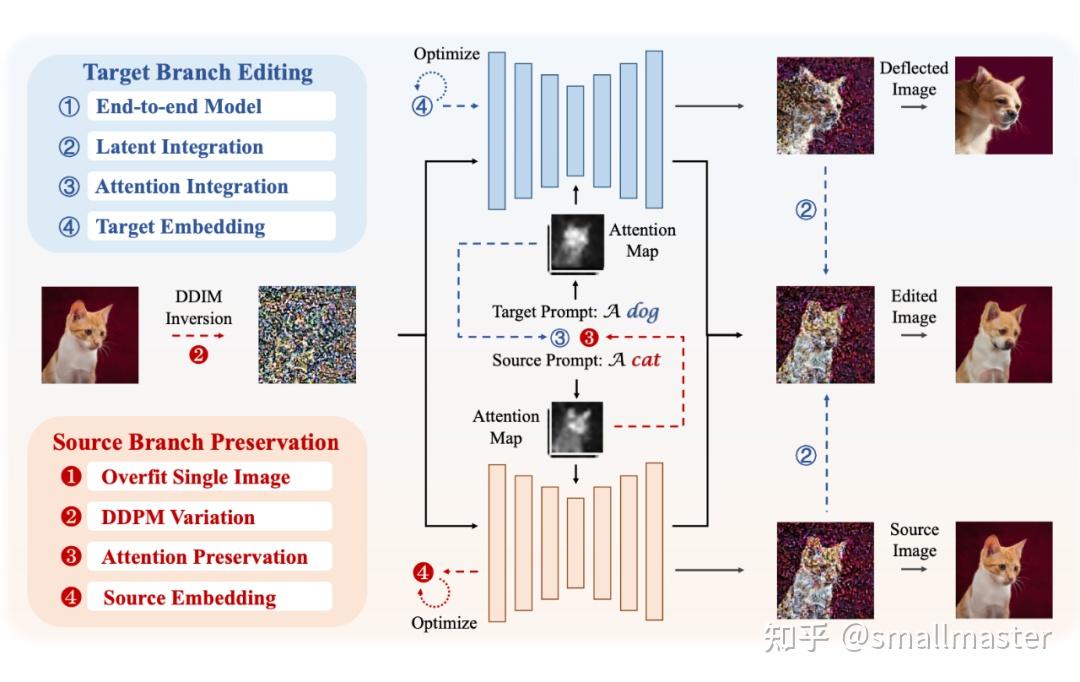 Target Branch Editing
① End-to-end Model
② Latent Integration
③ Attention Integration
④ Target Embedding
DDIM
Inversion
❷
Source Branch Preservation
❶ Overfit Single Image
❷ DDPM Variation
❸ Attention Preservation
❹ Source Embedding
Optimize
④
Attention
Map
Target Prompt: A dog
③ ❸
Source Prompt: A cat
Attention
Map
❹
Optimize
Deflected
Image
②
Edited
Image
②
Source
Image
知乎 @smallmaster